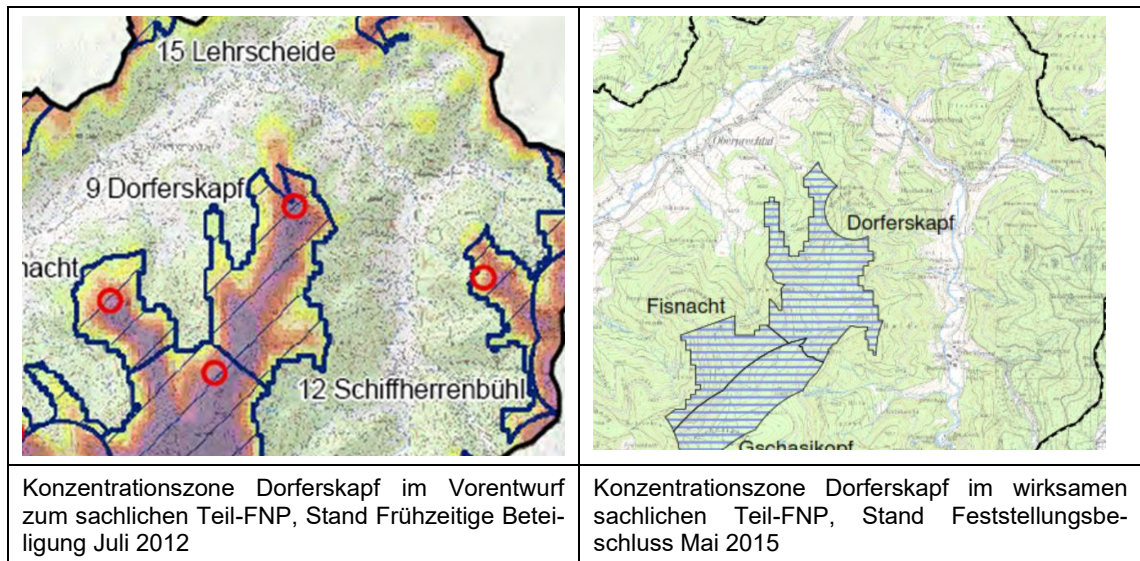 15 Lehrscheide
9 Dorferskapf
nacht
12 Schiffherrenbühl
Oberprechtal
Dorferskapf
Fisnacht
Gschasikopf
Konzentrationszone Dorferskapf im Vorentwurf
zum sachlichen Teil-FNP, Stand Frühzeitige Betei-
ligung Juli 2012
Konzentrationszone Dorferskapf im wirksamen
sachlichen Teil-FNP, Stand Feststellungsbe-
schluss Mai 2015